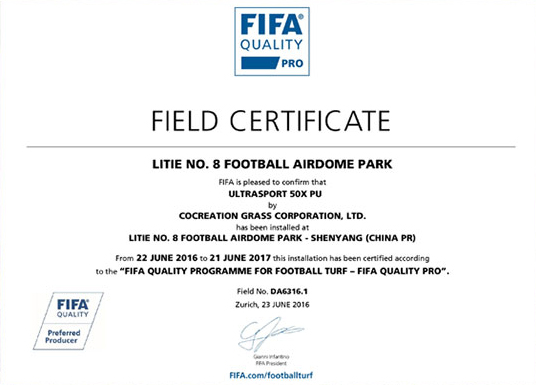 FIFA®
QUALITY
PRO
FIELD CERTIFICATE
LITIE NO. 8 FOOTBALL AIRDOME PARK
FIFA is pleased to confirm that
ULTRASPORT 50X PU
by
COCREATION GRASS CORPORATION, LTD.
has been installed at
LITIE NO. 8 FOOTBALL AIRDOME PARK - SHENYANG (CHINA PR)
From 22 JUNE 2016 to 21 JUNE 2017 this installation has been certified according
to the “FIFA QUALITY PROGRAMME FOR FOOTBALL TURF – FIFA QUALITY PRO”.
Field No. DA6316.1
Zurich, 23 JUNE 2016
FIFA®
QUALITY
Preferred
Producer
Gianni Infantino
FIFA President
FIFA.com/footballturf